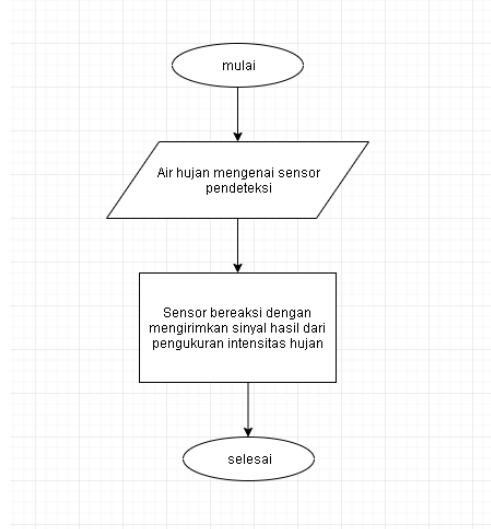 mulai
Air hujan mengenai sensor
pendeteksi
Sensor bereaksi dengan
mengirimkan sinyal hasil dari
pengukuran intensitas hujan
selesai